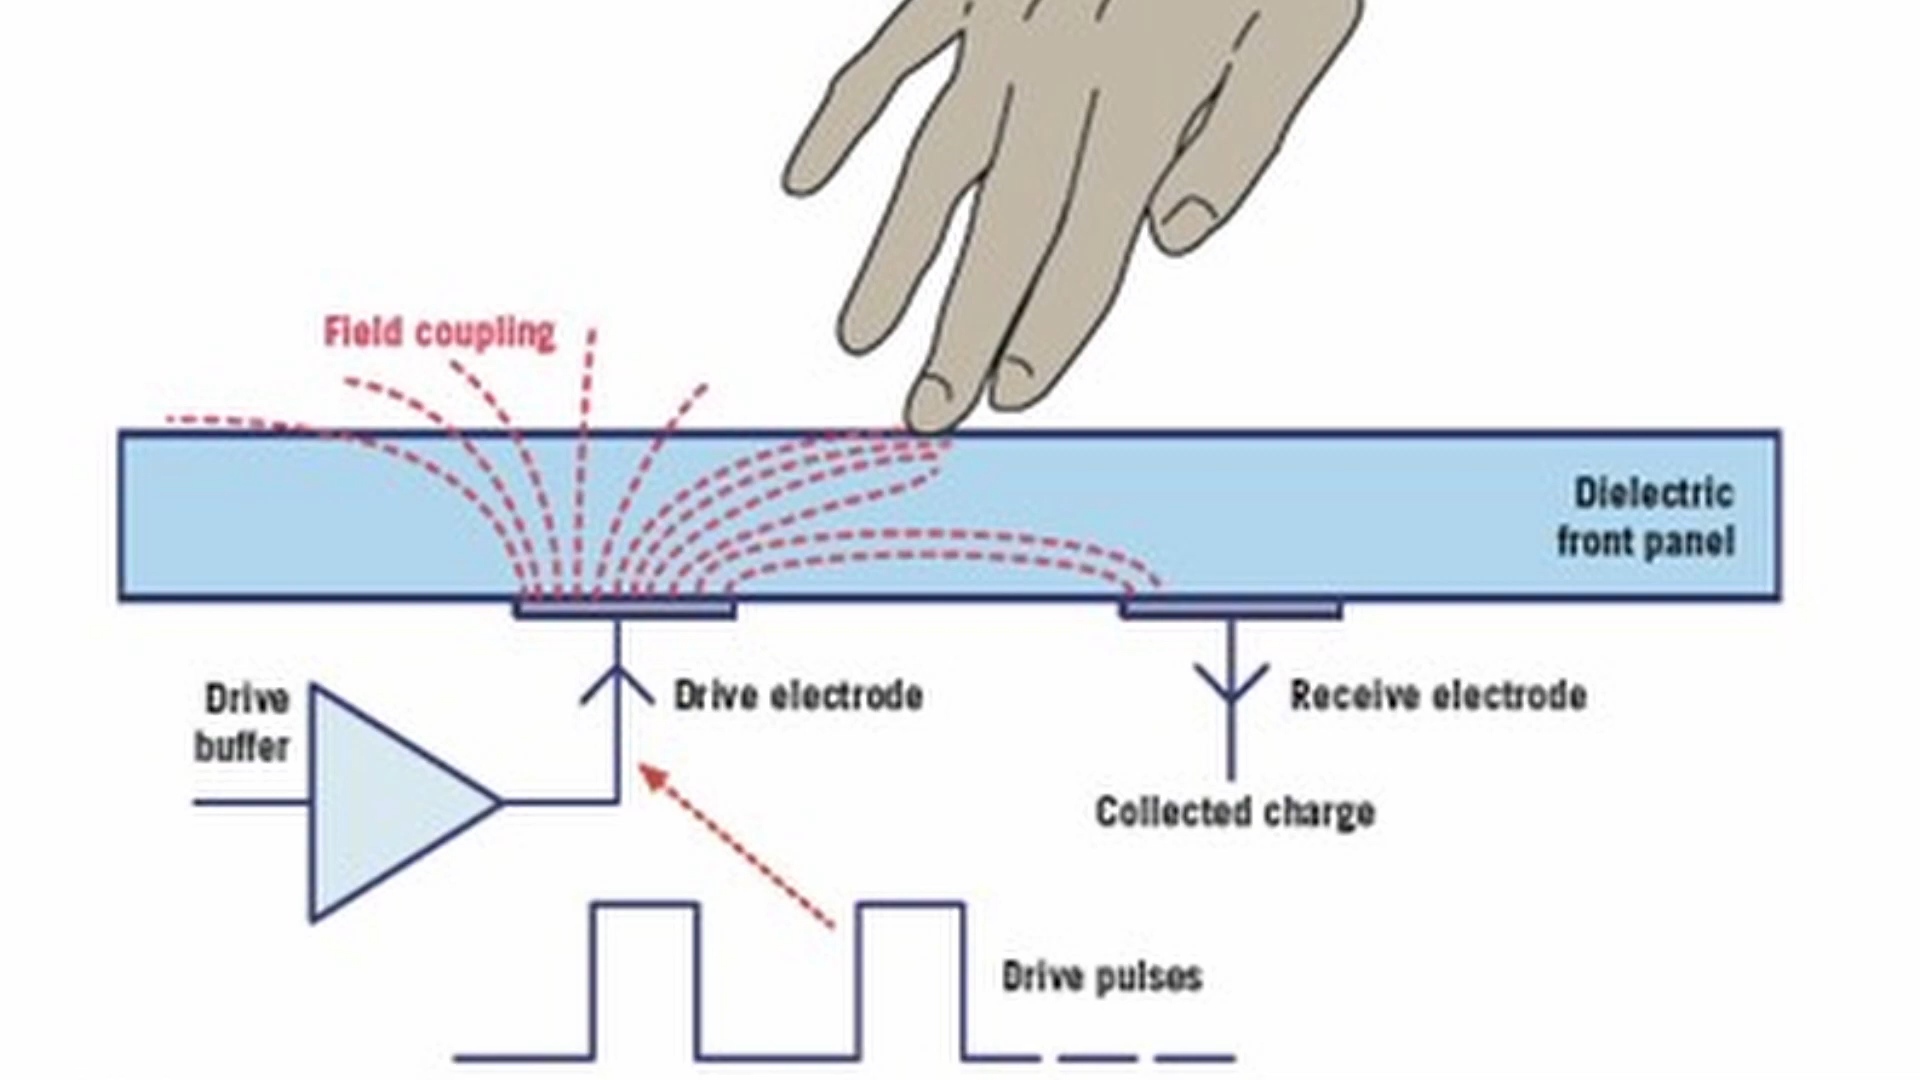 Field coupling
Dielectric
front panel
Drive
buffer
Drive electrode
Receive electrode
Collected charge
Drive pulses